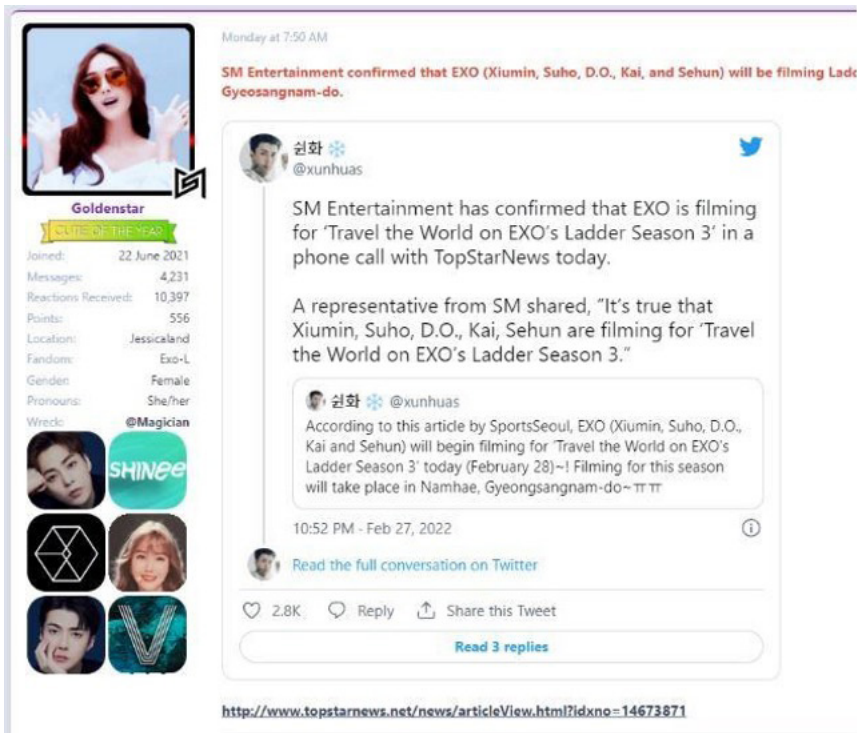 Monday at 7:50 AM
SM Entertainment confirmed that EXO (Xiumin, Suho, D.O., Kai, and Sehun) will be filming Ladd
Gyeosangnam-do.
Goldenstar
CUTIE OF THE YEAR
Joined: 22 June 2021
Messages: 4,231
Reactions Received: 10,397
Points: 556
Location: Jessicaland
Fandom: Exo-L
Gender: Female
Pronouns: She/her
Wreck: @Magician
SHINee
쉰화 ❄️
@xunhuas
SM Entertainment has confirmed that EXO is filming
for ‘Travel the World on EXO’s Ladder Season 3’ in a
phone call with TopStarNews today.
A representative from SM shared, “It’s true that
Xiumin, Suho, D.O., Kai, Sehun are filming for ‘Travel
the World on EXO’s Ladder Season 3.”
쉰화 ❄️ @xunhuas
According to this article by SportsSeoul, EXO (Xiumin, Suho, D.O.,
Kai and Sehun) will begin filming for ‘Travel the World on EXO’s
Ladder Season 3’ today (February 28)~! Filming for this season
will take place in Namhae, Gyeongsangnam-do~ㅠㅠ
10:52 PM - Feb 27, 2022
Read the full conversation on Twitter
2.8K Reply Share this Tweet
Read 3 replies
http://www.topstarnews.net/news/articleView.html?idxno=14673871